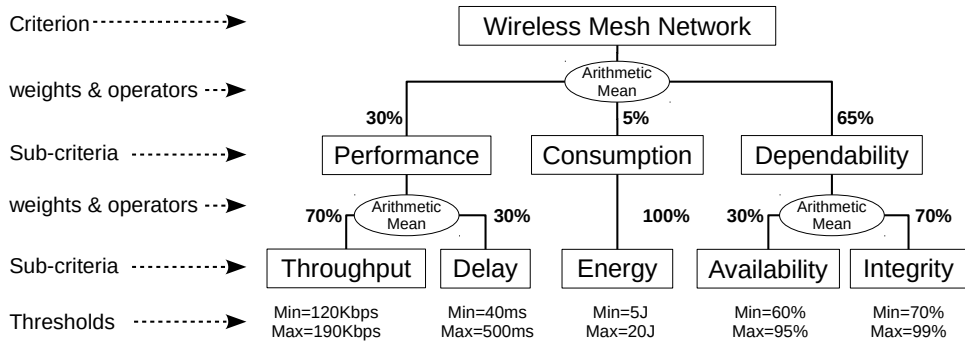 Criterion
Wireless Mesh Network
Arithmetic
Mean
weights & operators
30%
5%
65%
Sub-criteria
Performance
Consumption
Dependability
weights & operators
70%
Arithmetic
Mean
30%
100%
30%
Arithmetic
Mean
70%
Sub-criteria
Throughput
Delay
Energy
Availability
Integrity
Thresholds
Min=120Kbps
Max=190Kbps
Min=40ms
Max=500ms
Min=5J
Max=20J
Min=60%
Max=95%
Min=70%
Max=99%